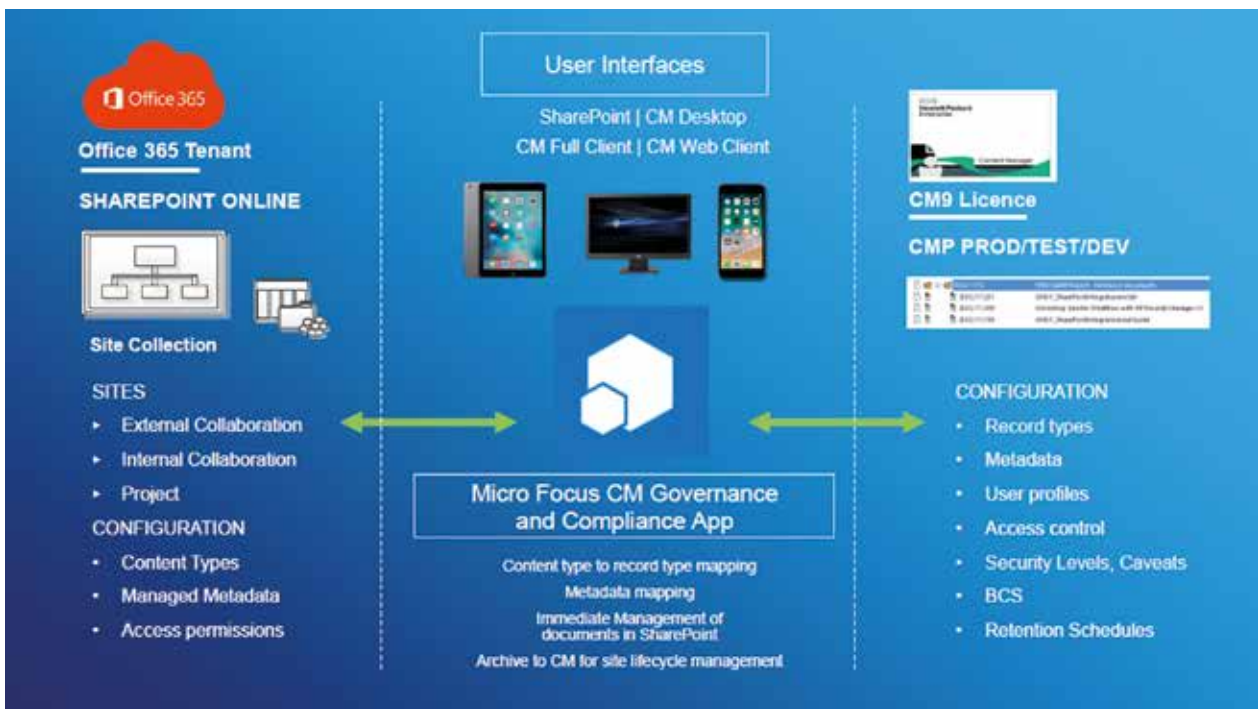 Office 365
Office 365 Tenant
SHAREPOINT ONLINE
Site Collection
SITES
External Collaboration
Internal Collaboration
Project
CONFIGURATION
Content Types
Managed Metadata
Access permissions
User Interfaces
SharePoint | CM Desktop
CM Full Client | CM Web Client
Micro Focus CM Governance
and Compliance App
Content type to record type mapping
Metadata mapping
Immediate Management of
documents in SharePoint
Archive to CM for site lifecycle management
Hewlett Packard
Enterprise
Content Manager
CM9 Licence
CMP PROD/TEST/DEV
CONFIGURATION
Record types
Metadata
User profiles
Access control
Security Levels, Caveats
BCS
Retention Schedules